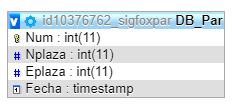 v id10376762_sigfoxpar DB_Par
Num : int(11)
# Nplaza : int(11)
# Eplaza : int(11)
Fecha : timestamp